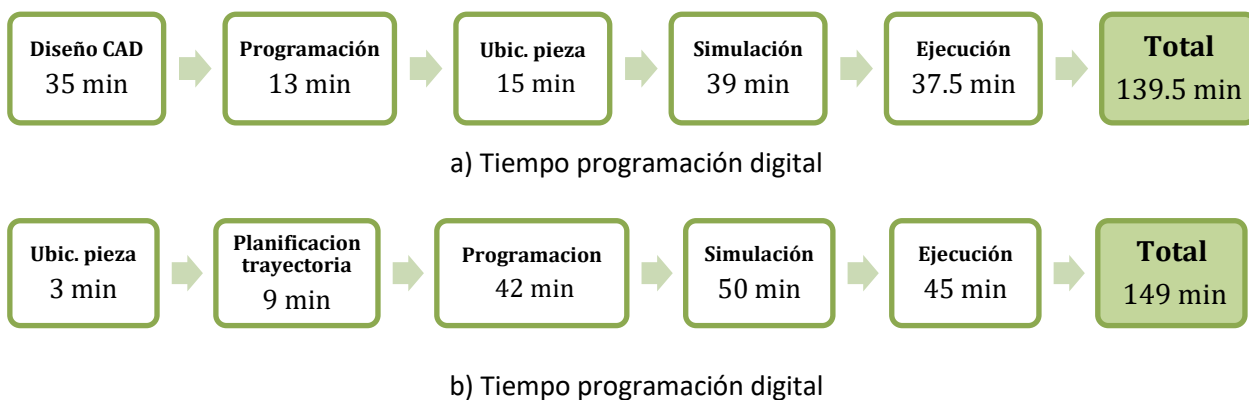 Diseño CAD
35 min
Programación
13 min
Ubic. pieza
15 min
Simulación
39 min
Ejecución
37.5 min
Total
139.5 min
a) Tiempo programación digital
Ubic. pieza
3 min
Planificacion
trayectoria
9 min
Programacion
42 min
Simulación
50 min
Ejecución
45 min
Total
149 min
b) Tiempo programación digital